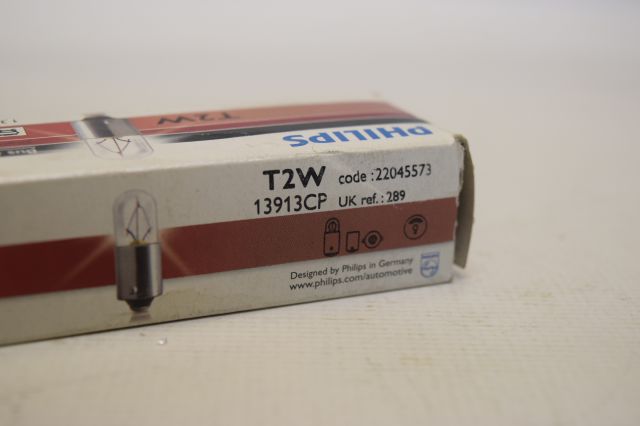 T2W
PHILIPS
T2W code : 22045573
13913CP UK ref. : 289
Designed by Philips in Germany
www.philips.com/automotive